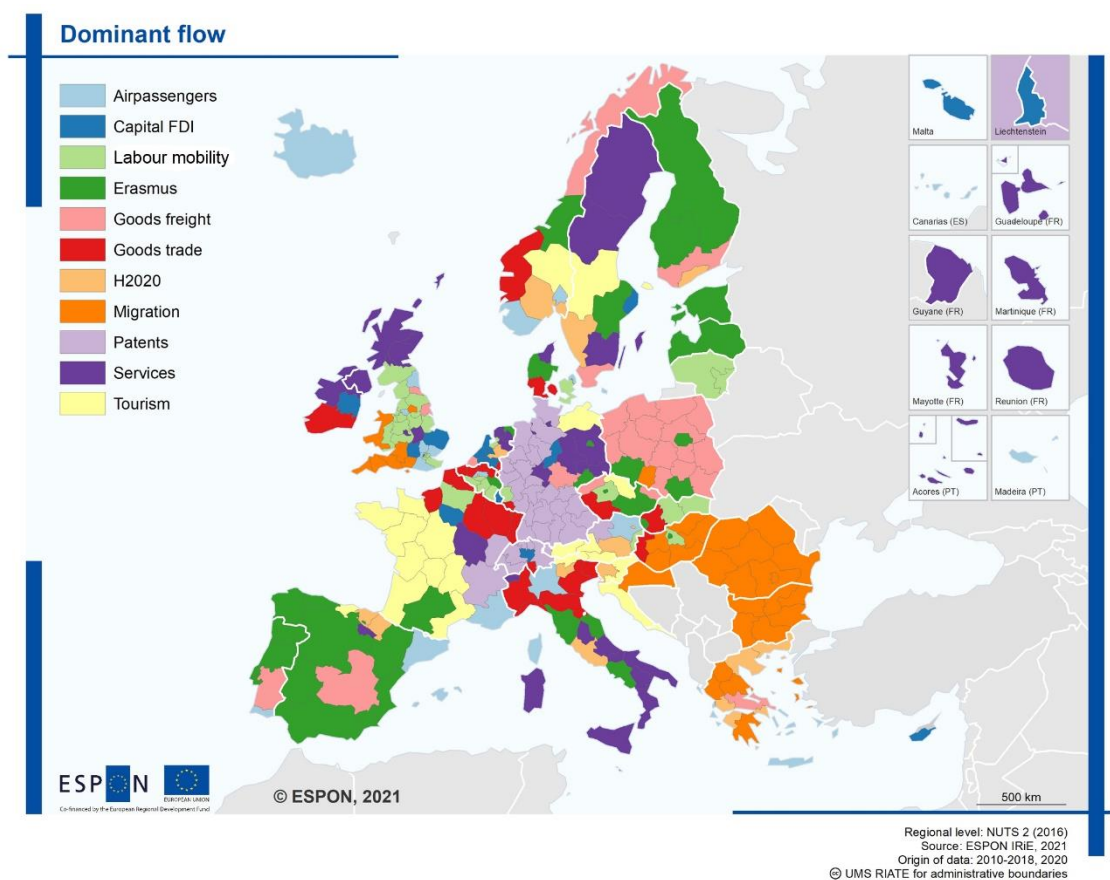 Dominant flow
Airpassengers
Capital FDI
Labour mobility
Erasmus
Goods freight
Goods trade
H2020
Migration
Patents
Services
Tourism
Malta
Liechtenstein
Canarias (ES)
Guadeloupe (FR)
Guyane (FR)
Martinique (FR)
Mayotte (FR)
Reunion (FR)
Acores (PT)
Madeira (PT)
ESPON
EUROPEAN UNION
Co-financed by the European Regional Development Fund
© ESPON, 2021
500 km
Regional level: NUTS 2 (2016)
Source: ESPON IRiE, 2021
Origin of data: 2010-2018, 2020
cc UMS RIATE for administrative boundaries